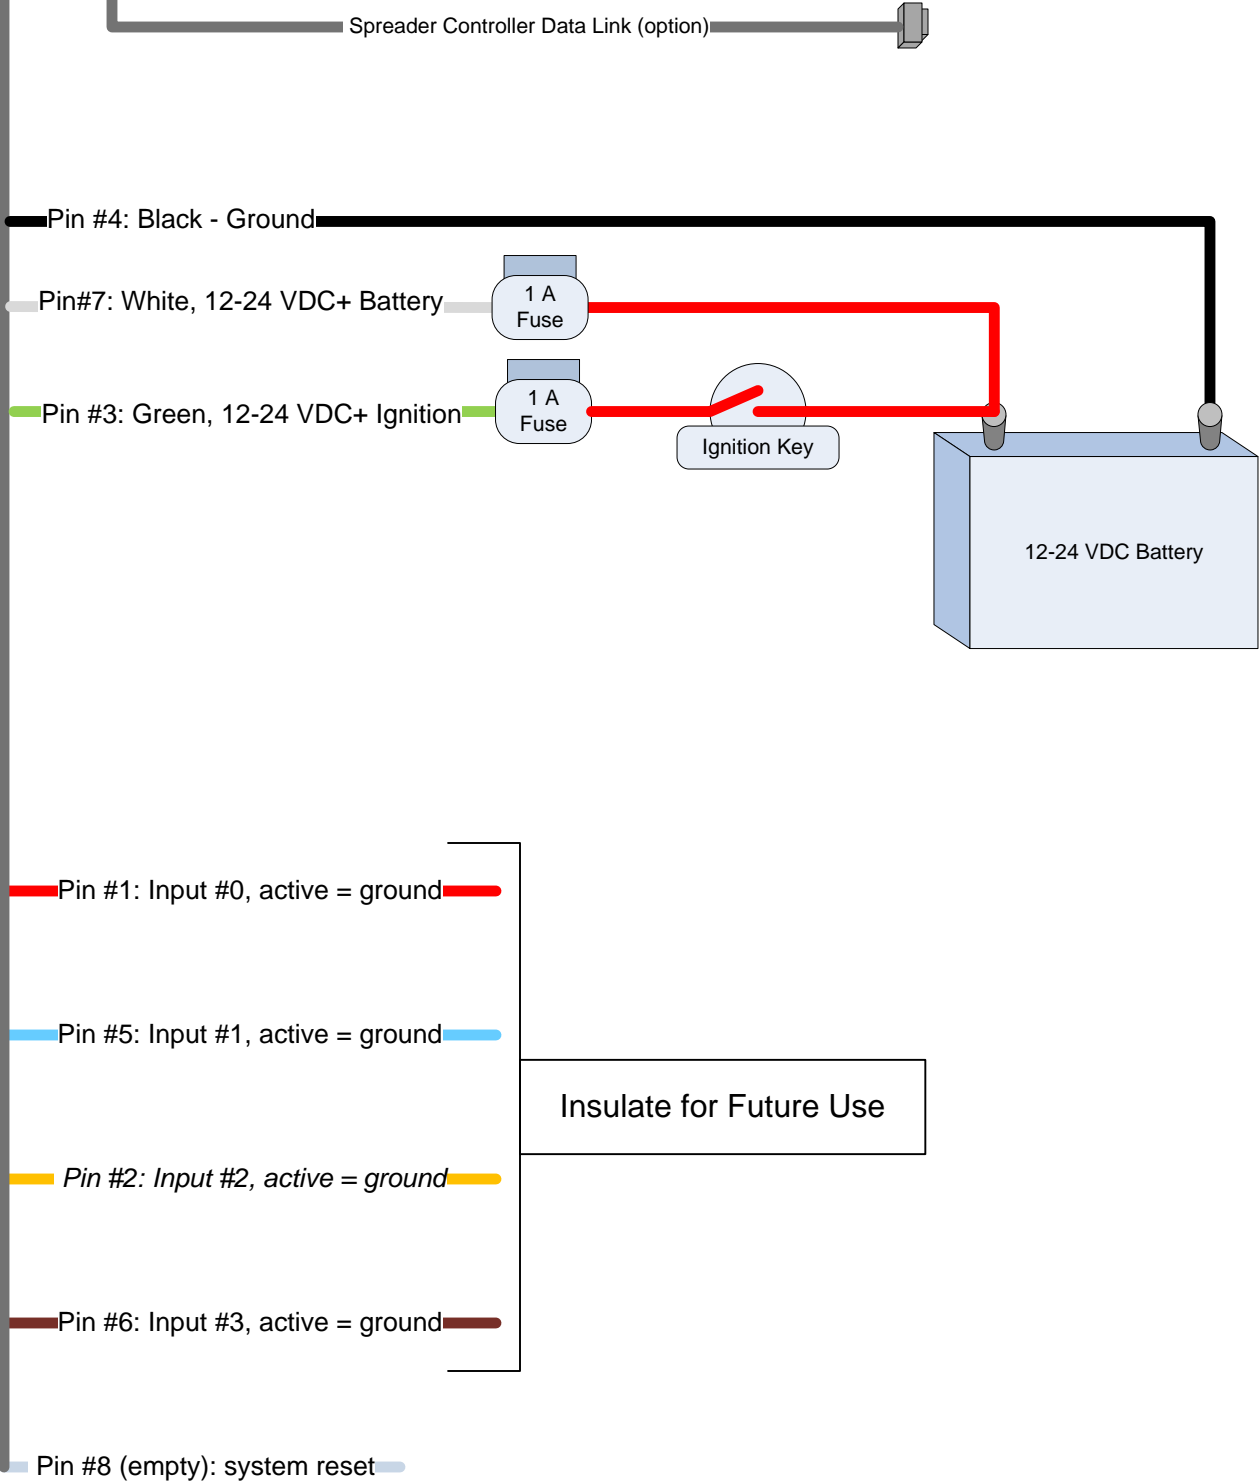 Spreader Controller Data Link (option)
Pin #4: Black - Ground
Pin#7: White, 12-24 VDC+ Battery
1 A
Fuse
Pin #3: Green, 12-24 VDC+ Ignition
1 A
Fuse
Ignition Key
12-24 VDC Battery
Pin #1: Input #0, active = ground
Pin #5: Input #1, active = ground
Insulate for Future Use
Pin #2: Input #2, active = ground
Pin #6: Input #3, active = ground
Pin #8 (empty): system reset